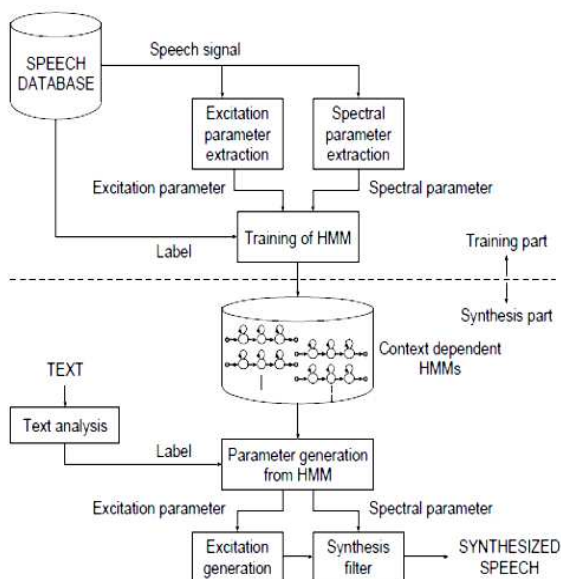 SPEECH
DATABASE
Speech signal
Excitation
parameter
extraction
Spectral
parameter
extraction
Excitation parameter
Spectral parameter
Training of HMM
Label
Training part
Synthesis part
Context dependent
HMMs
TEXT
Text analysis
Label
Parameter generation
from HMM
Excitation parameter
Spectral parameter
Excitation
generation
Synthesis
filter
SYNTHESIZED
SPEECH